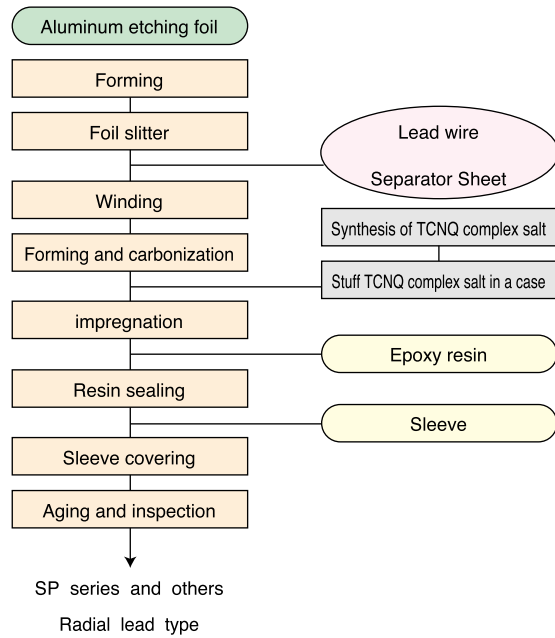 Aluminum etching foil
Forming
Foil slitter
Lead wire
Separator Sheet
Winding
Synthesis of TCNQ complex salt
Forming and carbonization
Stuff TCNQ complex salt in a case
impregnation
Epoxy resin
Resin sealing
Sleeve
Sleeve covering
Aging and inspection
SP series and others
Radial lead type